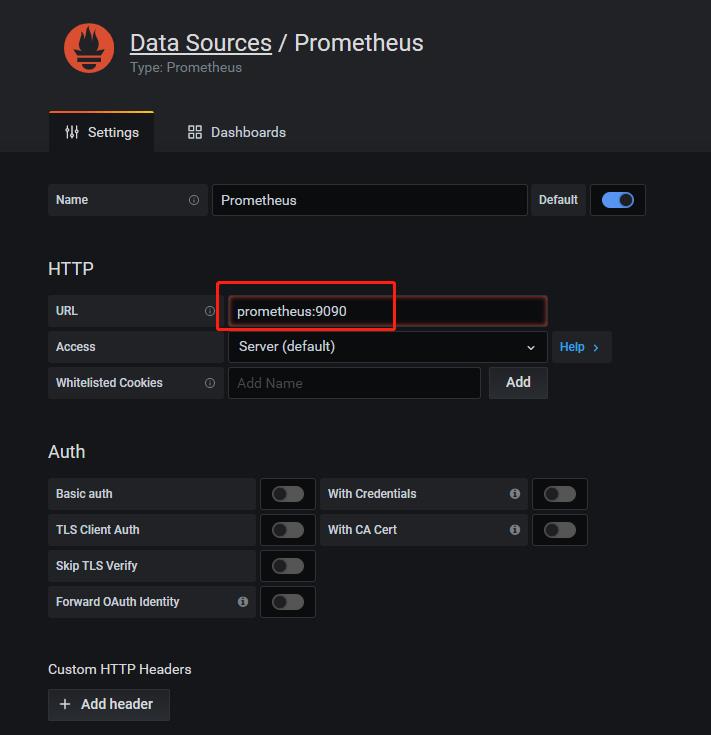 Data Sources / Prometheus
Type: Prometheus
Settings Dashboards
Name Prometheus Default
HTTP
URL prometheus:9090
Access Server (default) Help
Whitelisted Cookies Add Name Add
Auth
Basic auth With Credentials
TLS Client Auth With CA Cert
Skip TLS Verify
Forward OAuth Identity
Custom HTTP Headers
+ Add header